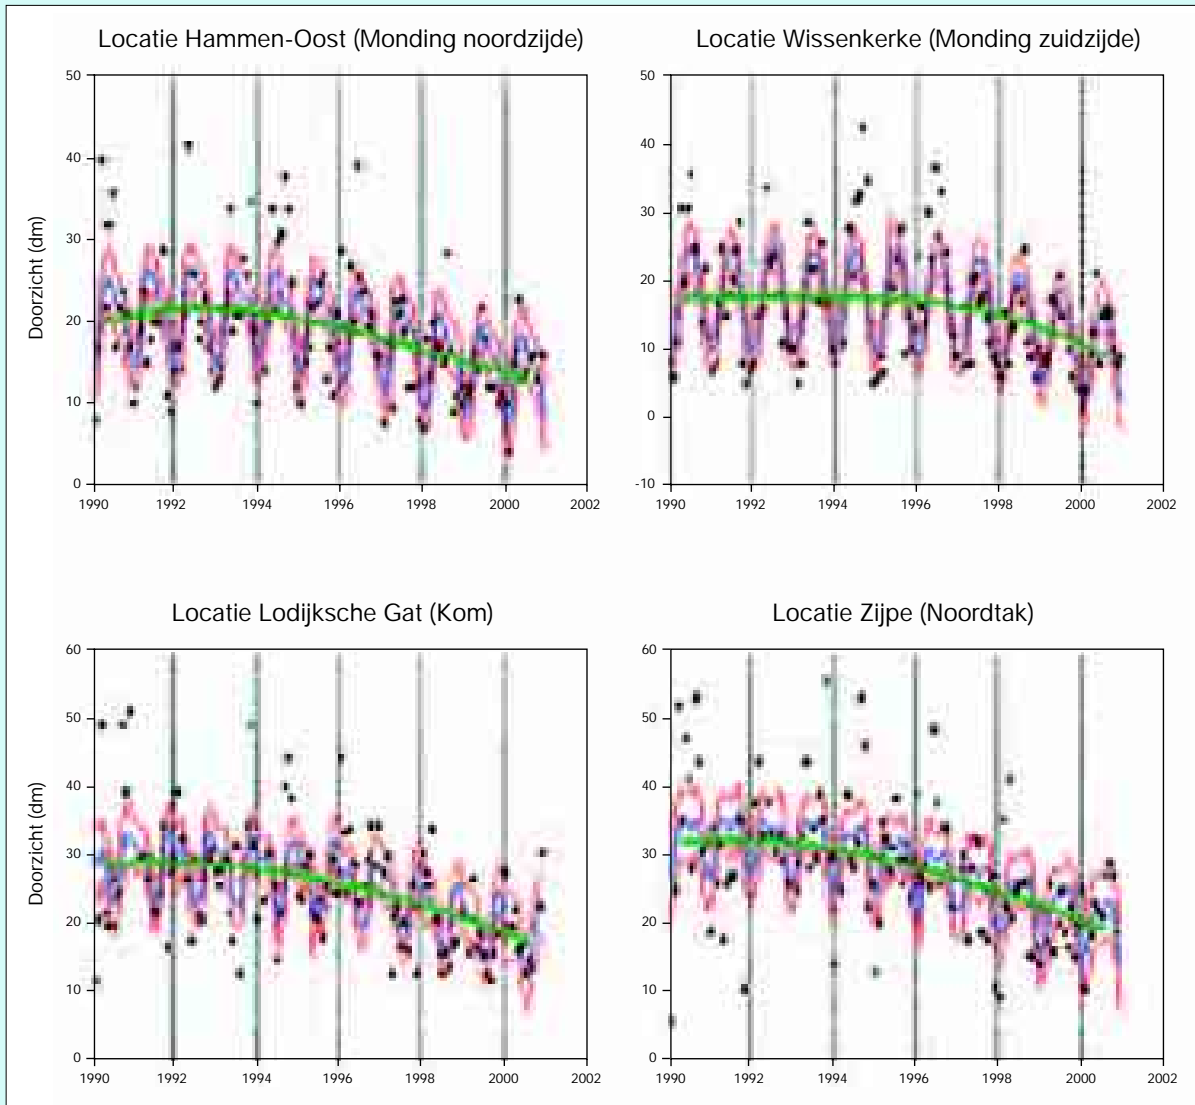 Locatie Hammen-Oost (Monding noordzijde)
Doorzicht (dm)
50
40
30
20
10
0
1990 1992 1994 1996 1998 2000 2002
Locatie Wissenkerke (Monding zuidzijde)
50
40
30
20
10
0
-10
1990 1992 1994 1996 1998 2000 2002
Locatie Lodijksche Gat (Kom)
Doorzicht (dm)
60
50
40
30
20
10
0
1990 1992 1994 1996 1998 2000 2002
Locatie Zijpe (Noordtak)
60
50
40
30
20
10
0
1990 1992 1994 1996 1998 2000 2002